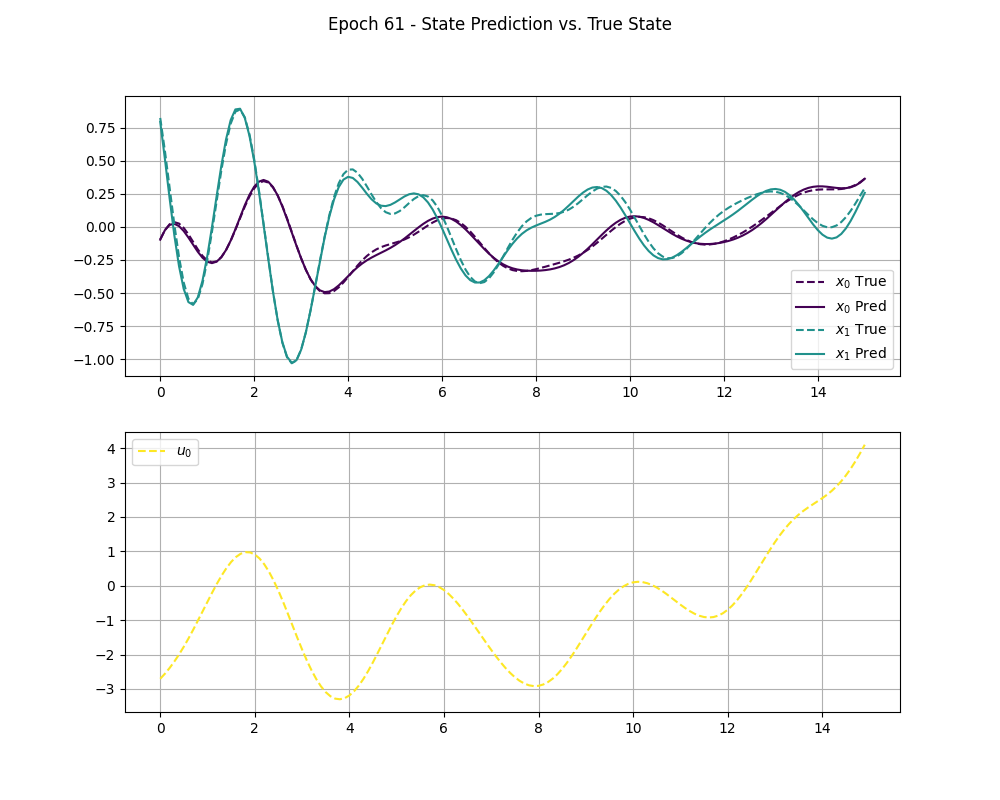 Epoch 61 - State Prediction vs. True State
0.75
0.50
0.25
0.00
−0.25
−0.50
−0.75
−1.00
x₀ True
x₀ Pred
x₁ True
x₁ Pred
0 2 4 6 8 10 12 14
4
3
2
1
0
−1
−2
−3
u₀
0 2 4 6 8 10 12 14